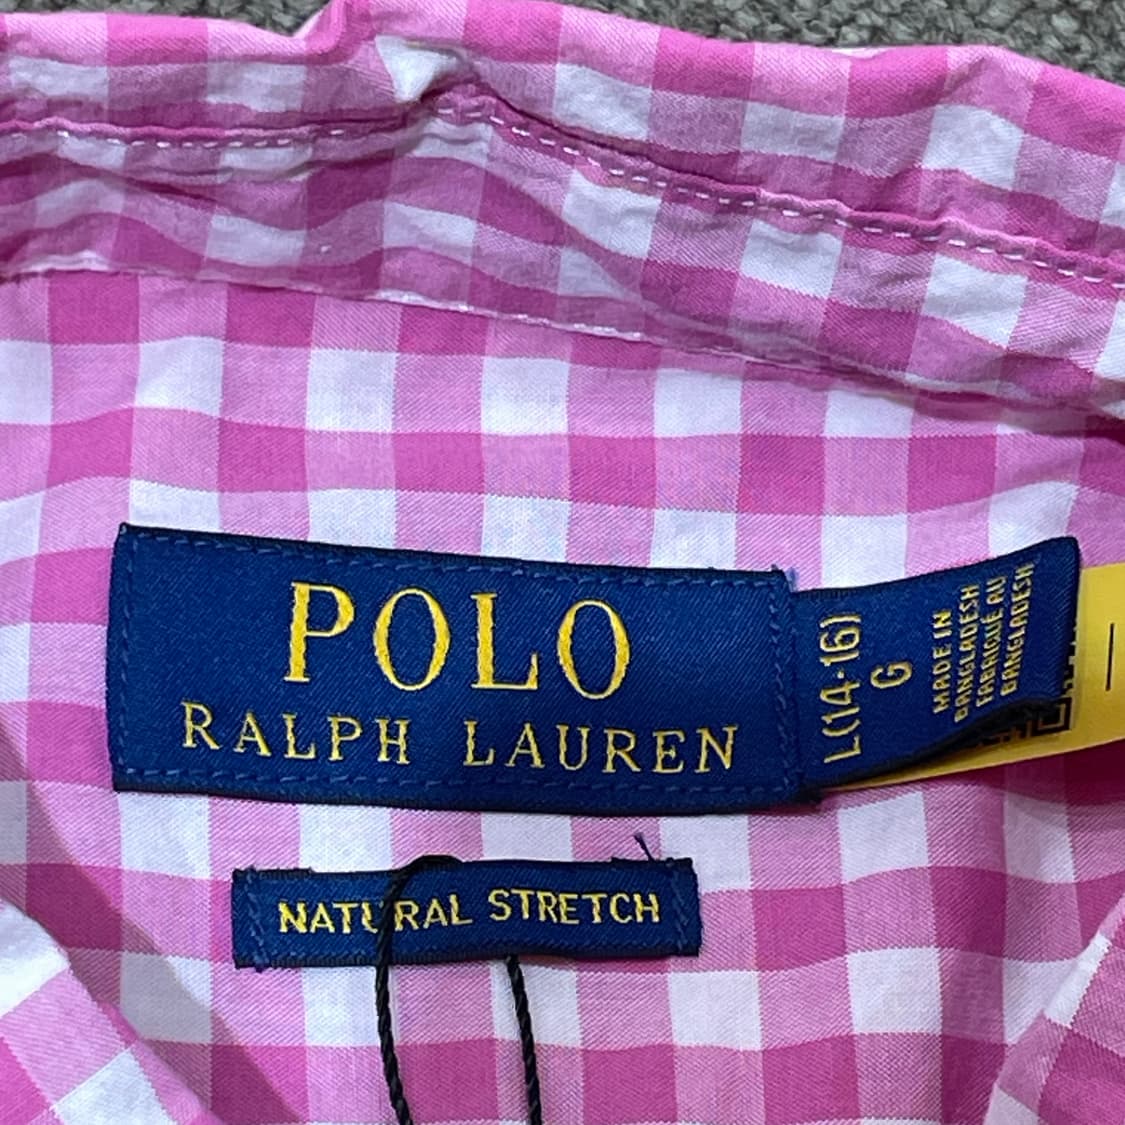 POLO
RALPH LAUREN
L(14-16)
G
MADE IN
BANGLADESH
FABRIQUÉ AU
BANGLADESH
NATURAL STRETCH